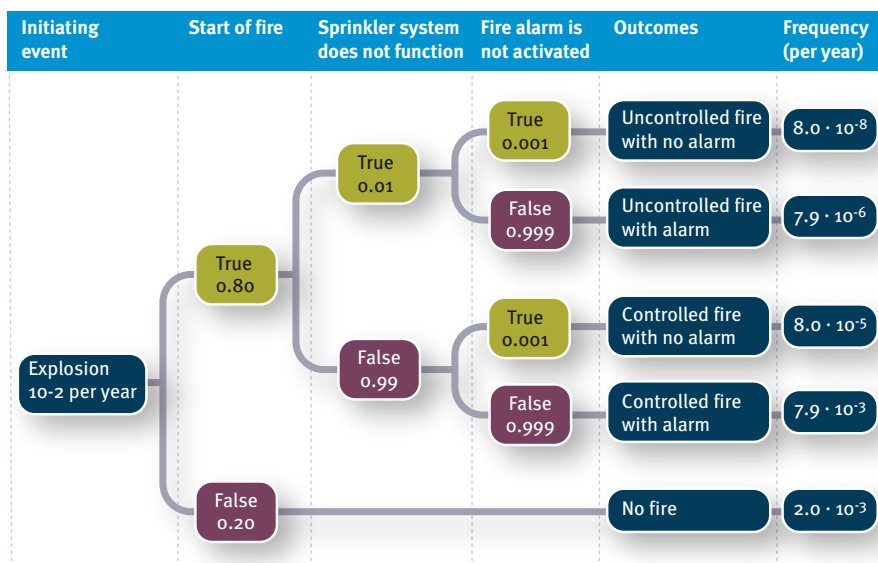 Initiating
event
Start of fire
Sprinkler system
does not function
Fire alarm is
not activated
Outcomes
Frequency
(per year)
Explosion
10-2 per year
True
0.80
False
0.20
True
0.01
False
0.99
True
0.001
False
0.999
True
0.001
False
0.999
Uncontrolled fire
with no alarm
8.0 · 10-8
Uncontrolled fire
with alarm
7.9 · 10-6
Controlled fire
with no alarm
8.0 · 10-5
Controlled fire
with alarm
7.9 · 10-3
No fire
2.0 · 10-3